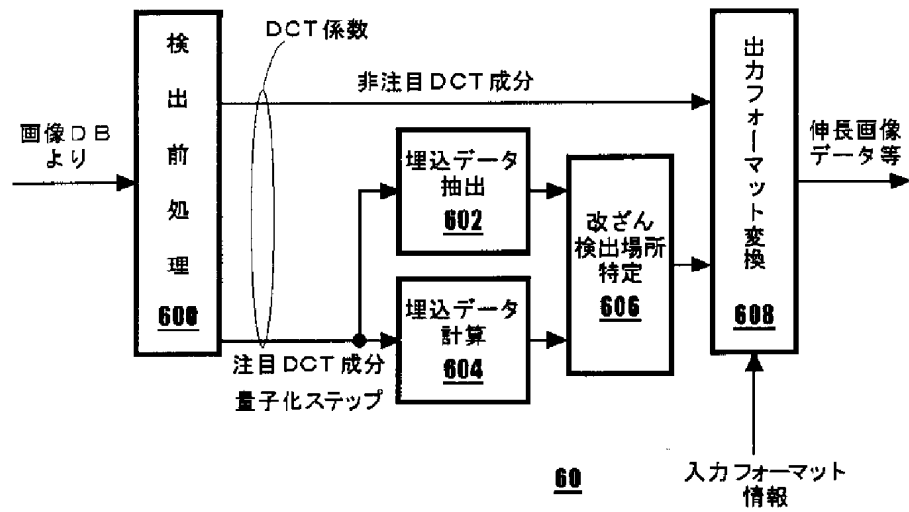 画像DB
より
検出前処理
600
DCT係数
非注目DCT成分
注目DCT成分
量子化ステップ
埋込データ
抽出
602
埋込データ
計算
604
改ざん
検出場所
特定
606
出力フォーマット変換
608
伸長画像
データ等
入力フォーマット
情報
60